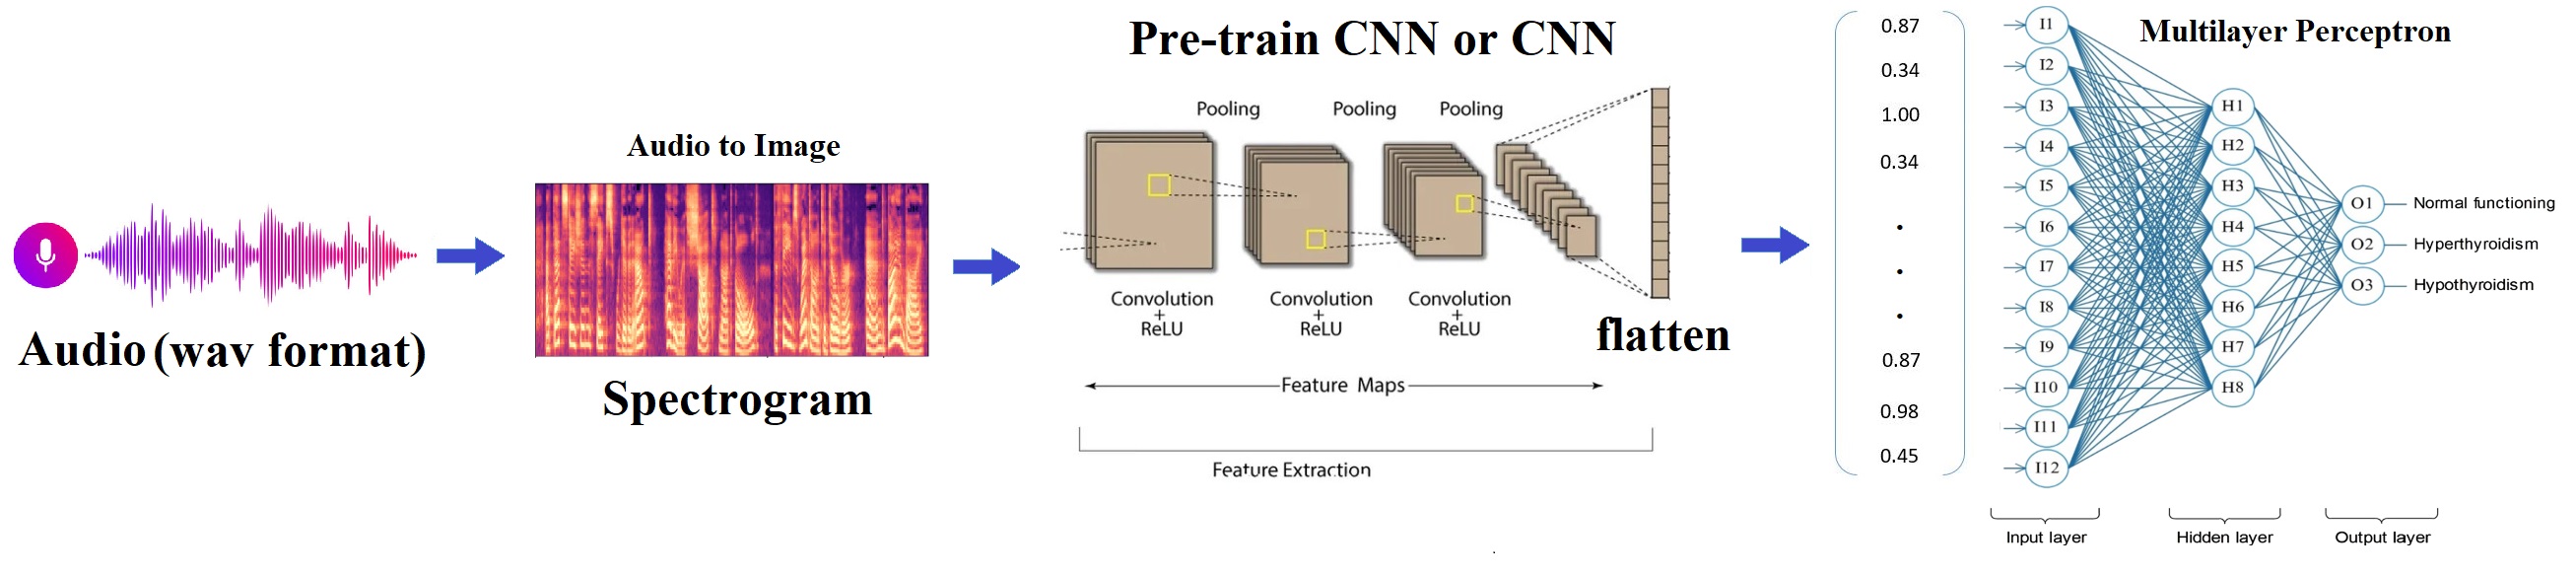 Audio (wav format)
Audio to Image
Spectrogram
Pre-train CNN or CNN
Pooling
Pooling
Pooling
Convolution
+
ReLU
Convolution
+
ReLU
Convolution
+
ReLU
flatten
Feature Maps
Feature Extraction
0.87
0.34
1.00
0.34
.
.
.
0.87
0.98
0.45
Multilayer Perceptron
I1
I2
I3
I4
I5
I6
I7
I8
I9
I10
I11
I12
H1
H2
H3
H4
H5
H6
H7
H8
O1
O2
O3
Normal functioning
Hyperthyroidism
Hypothyroidism
Input layer
Hidden layer
Output layer